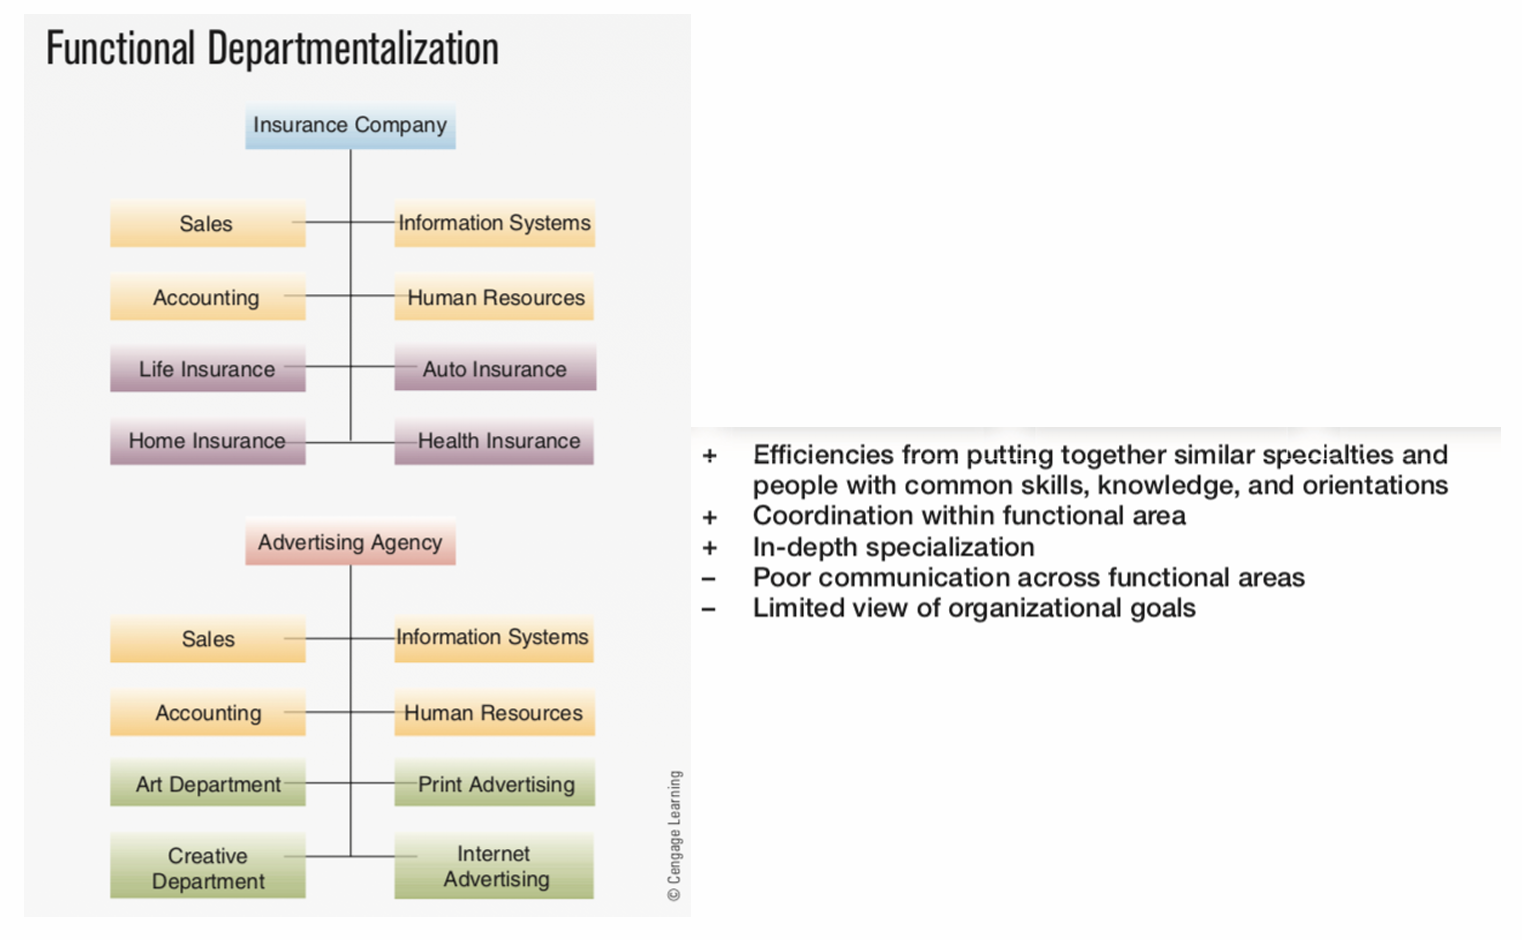 Functional Departmentalization
Insurance Company
Sales
Information Systems
Accounting
Human Resources
Life Insurance
Auto Insurance
Home Insurance
Health Insurance
Advertising Agency
Sales
Information Systems
Accounting
Human Resources
Art Department
Print Advertising
Creative
Department
Internet
Advertising
© Cengage Learning
+ Efficiencies from putting together similar specialties and
people with common skills, knowledge, and orientations
+ Coordination within functional area
+ In-depth specialization
– Poor communication across functional areas
– Limited view of organizational goals